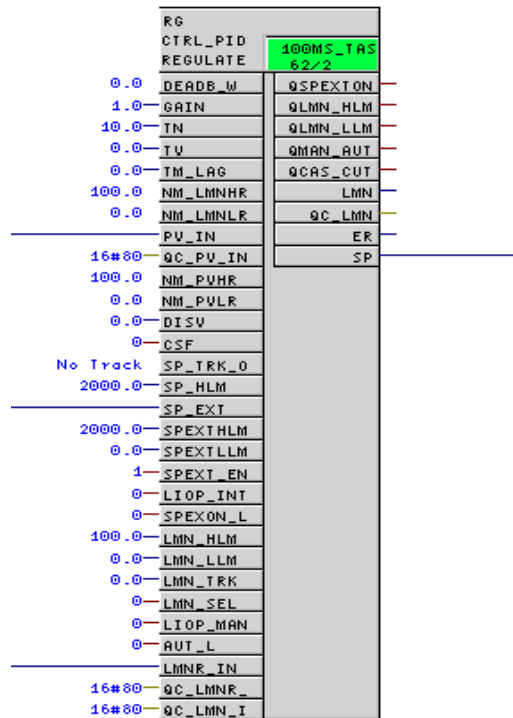 RG
CTRL_PID
REGULATE
100MS_TAS
62/2
0.0 DEADB_W QSPEXTON
1.0 GAIN QLMN_HLM
10.0 TN QLMN_LLM
0.0 TV QMAN_AUT
0.0 TM_LAG QCAS_CUT
100.0 NM_LMNHR LMN
0.0 NM_LMNLR QC_LMN
PV_IN ER
16#80 QC_PV_IN SP
100.0 NM_PVHR
0.0 NM_PVLR
0.0 DISV
0 CSF
No Track SP_TRK_O
2000.0 SP_HLM
SP_EXT
2000.0 SPEXTHLM
0.0 SPEXTLLM
1 SPEXT_EN
0 LIOP_INT
0 SPEXON_L
100.0 LMN_HLM
0.0 LMN_LLM
0.0 LMN_TRK
0 LMN_SEL
0 LIOP_MAN
0 AUT_L
LMNR_IN
16#80 QC_LMNR_
16#80 QC_LMN_I